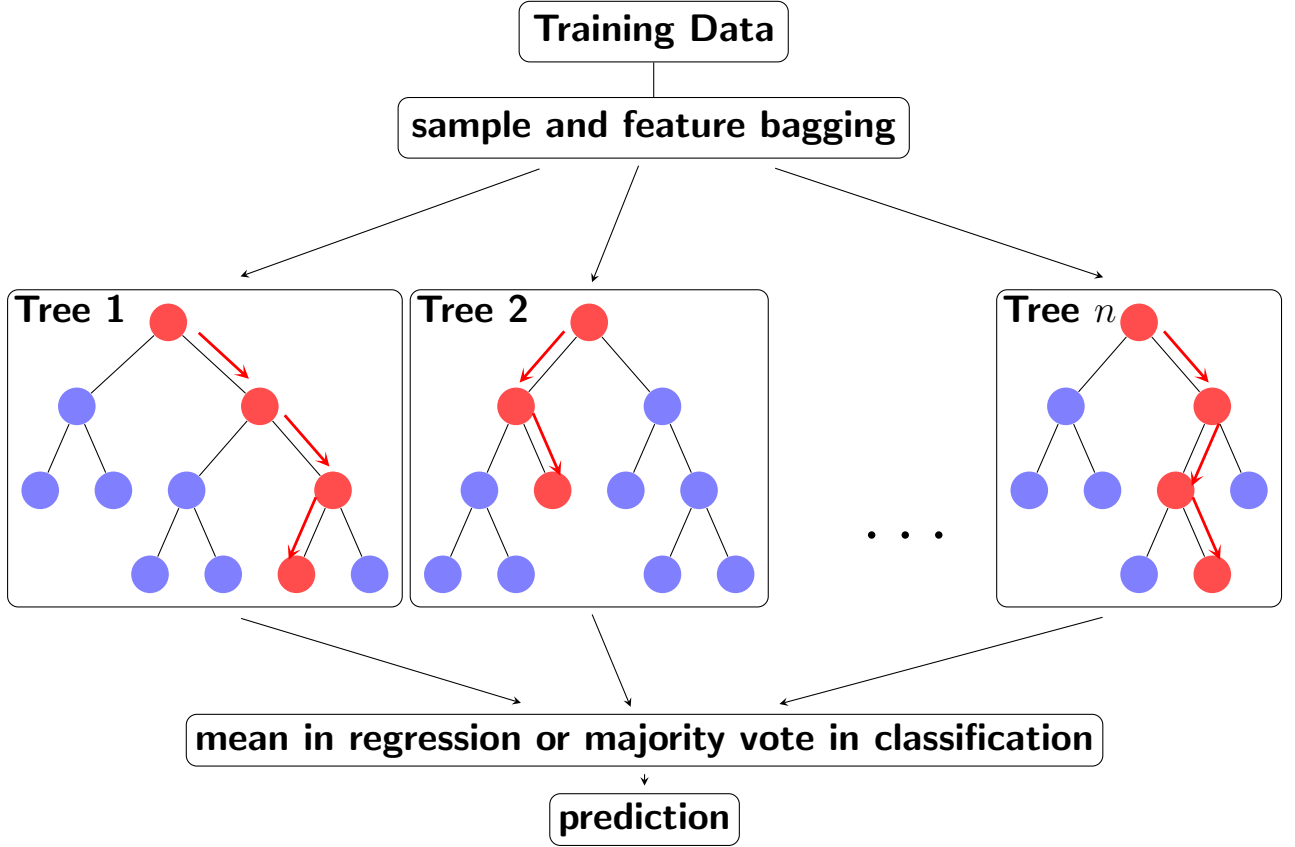 Training Data
sample and feature bagging
Tree 1
Tree 2
Tree n
. . .
mean in regression or majority vote in classification
prediction